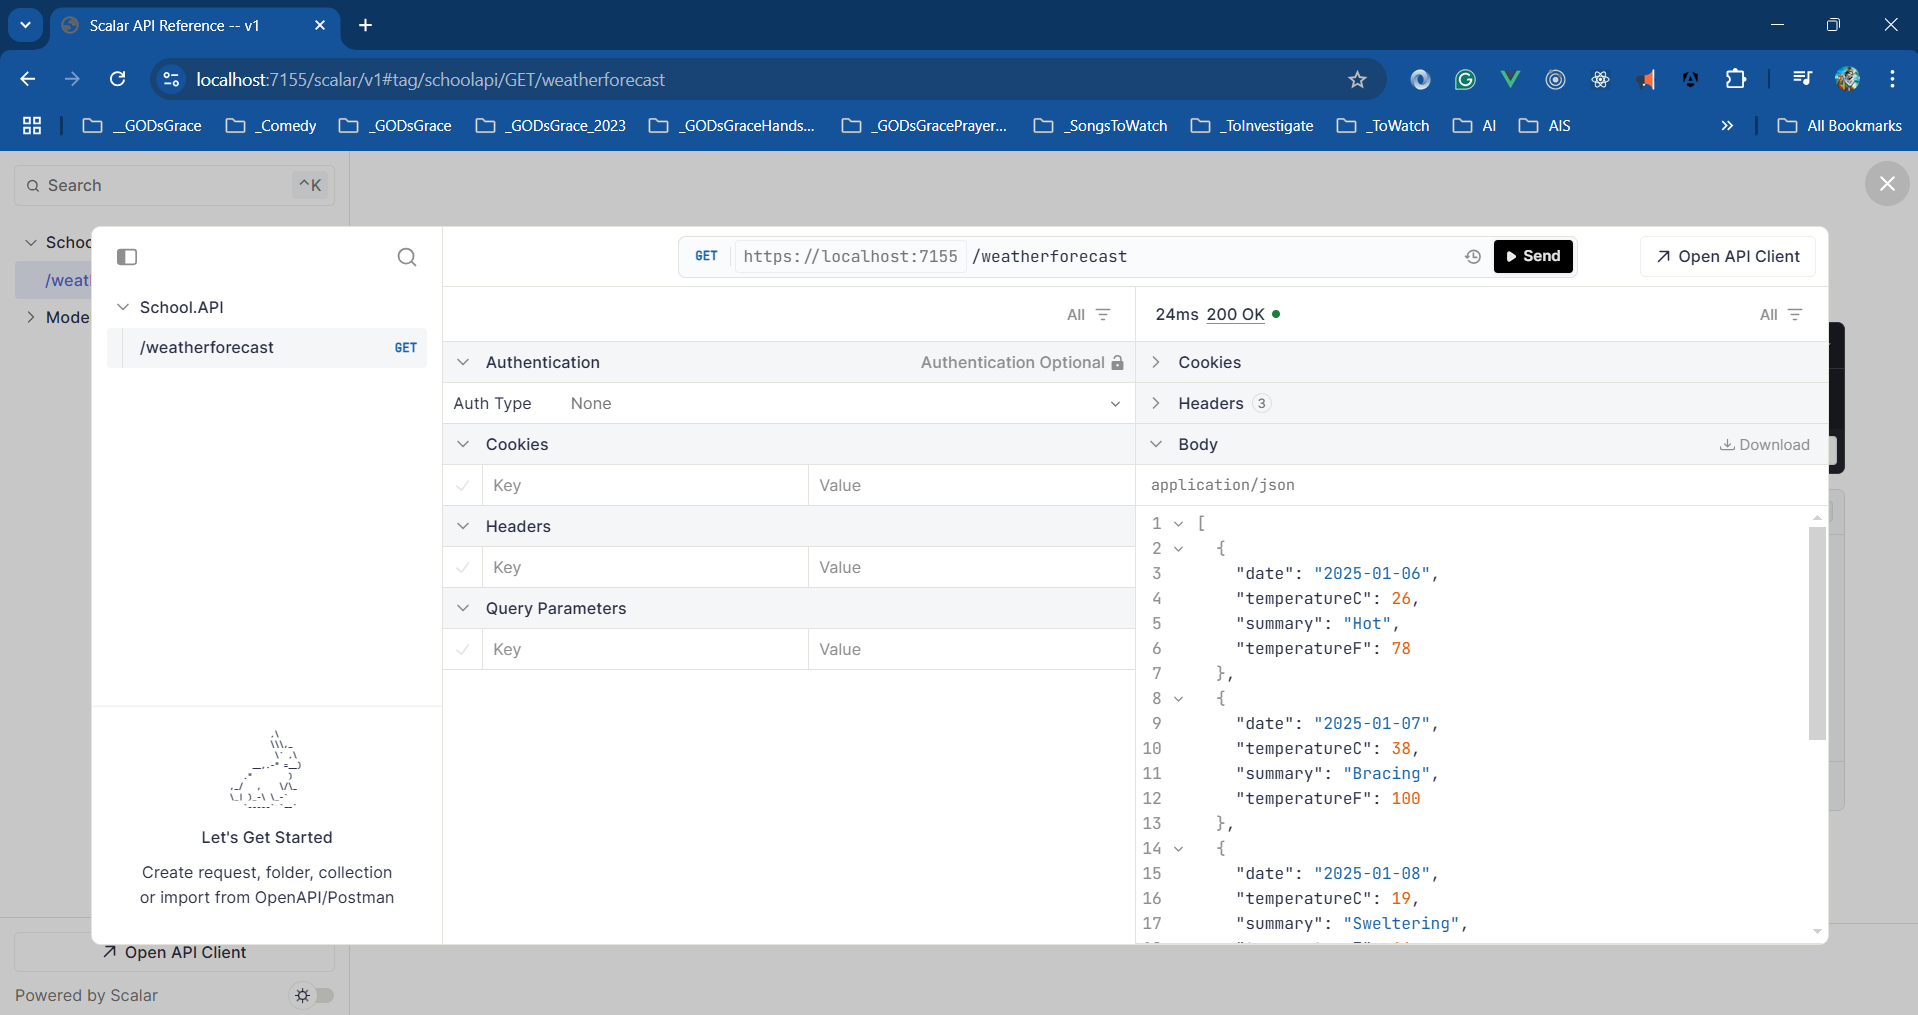 Scalar API Reference -- v1
localhost:7155/scalar/v1#tag/schoolapi/GET/weatherforecast
__GODsGrace
_Comedy
_GODsGrace
_GODsGrace_2023
_GODsGraceHands...
_GODsGracePrayer...
_SongsToWatch
_ToInvestigate
_ToWatch
AI
AIS
All Bookmarks
Search
^K
Schoo
/weat
Mode
Open API Client
Powered by Scalar
School.API
/weatherforecast GET
Let's Get Started
Create request, folder, collection
or import from OpenAPI/Postman
GET https://localhost:7155 /weatherforecast
Send
Open API Client
All
Authentication Authentication Optional
Auth Type None
Cookies
Key Value
Headers
Key Value
Query Parameters
Key Value
24ms 200 OK
All
Cookies
Headers 3
Body
Download
application/json
1 [
2 {
3 "date": "2025-01-06",
4 "temperatureC": 26,
5 "summary": "Hot",
6 "temperatureF": 78
7 },
8 {
9 "date": "2025-01-07",
10 "temperatureC": 38,
11 "summary": "Bracing",
12 "temperatureF": 100
13 },
14 {
15 "date": "2025-01-08",
16 "temperatureC": 19,
17 "summary": "Sweltering",